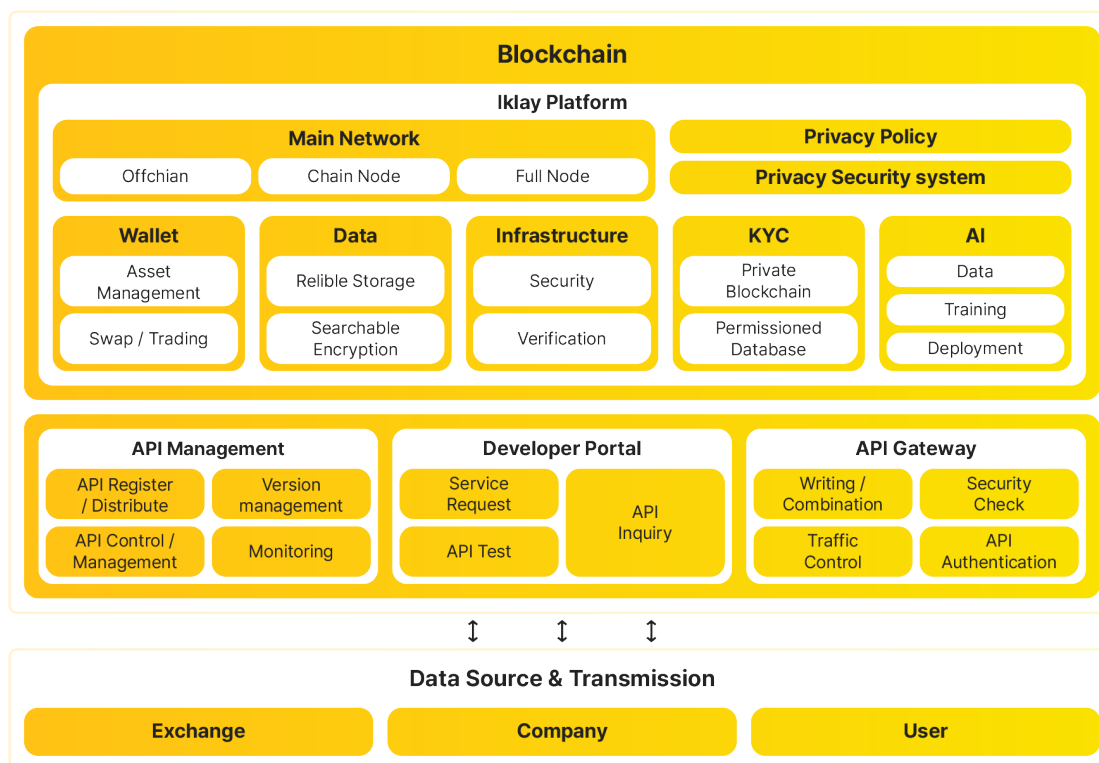 Blockchain
Iklay Platform
Main Network
Offchian
Chain Node
Full Node
Privacy Policy
Privacy Security system
Wallet
Asset
Management
Swap / Trading
Data
Relible Storage
Searchable
Encryption
Infrastructure
Security
Verification
KYC
Private
Blockchain
Permissioned
Database
AI
Data
Training
Deployment
API Management
API Register
/ Distribute
Version
management
API Control /
Management
Monitoring
Developer Portal
Service
Request
API Test
API
Inquiry
API Gateway
Writing /
Combination
Security
Check
Traffic
Control
API
Authentication
Data Source & Transmission
Exchange
Company
User